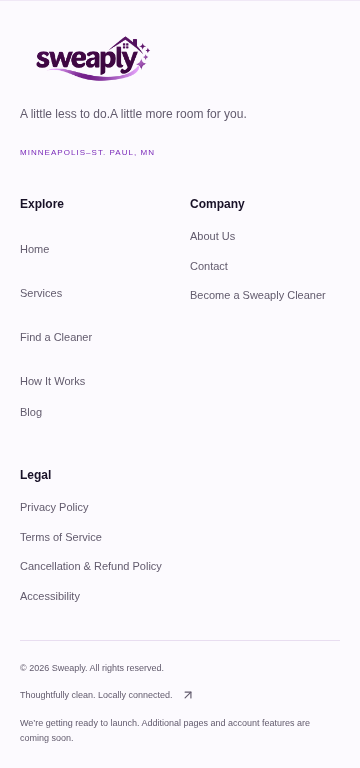 sweaply
A little less to do.A little more room for you.
MINNEAPOLIS–ST. PAUL, MN
Explore
Home
Services
Find a Cleaner
How It Works
Blog
Company
About Us
Contact
Become a Sweaply Cleaner
Legal
Privacy Policy
Terms of Service
Cancellation & Refund Policy
Accessibility
© 2026 Sweaply. All rights reserved.
Thoughtfully clean. Locally connected.
We're getting ready to launch. Additional pages and account features are
coming soon.